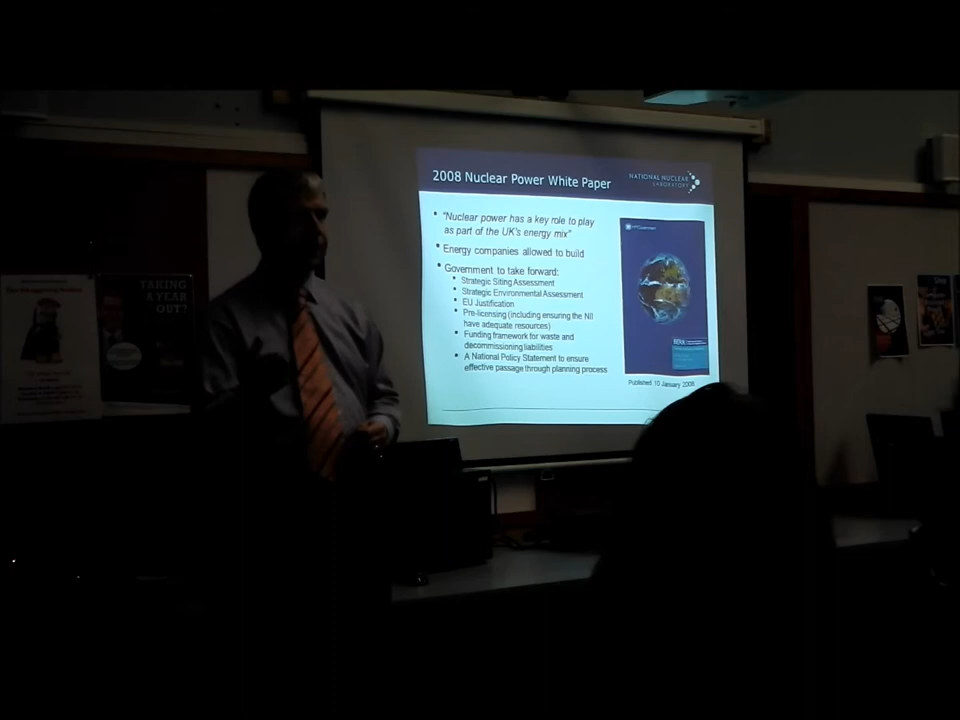 2008 Nuclear Power White Paper
NATIONAL NUCLEAR
LABORATORY
• "Nuclear power has a key role to play
as part of the UK's energy mix"
• Energy companies allowed to build
• Government to take forward:
• Strategic Siting Assessment
• Strategic Environmental Assessment
• EU Justification
• Pre-licensing (including ensuring the NII
have adequate resources)
• Funding framework for waste and
decommissioning liabilities
• A National Policy Statement to ensure
effective passage through planning process
BERR
Published 10 January 2008
TAKING
A YEAR
OUT?